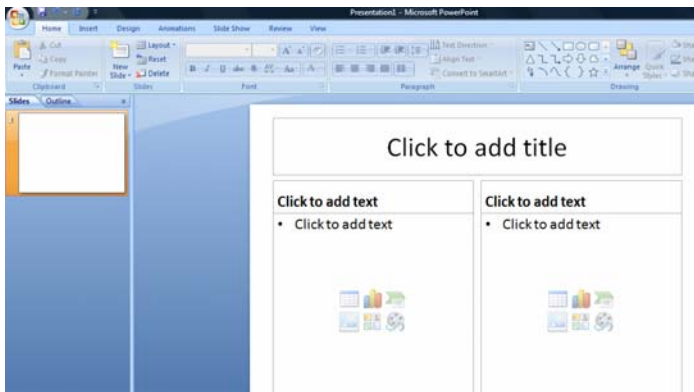 Presentation1 - Microsoft PowerPoint
Home Insert Design Animations Slide Show Review View
Cut
Copy
Format Painter
Paste
Clipboard
New Slide
Layout
Reset
Delete
Slides
Font
Text Direction
Align Text
Convert to SmartArt
Paragraph
Arrange
Quick Styles
Drawing
Slides Outline
Click to add title
Click to add text
• Click to add text
Click to add text
• Click to add text